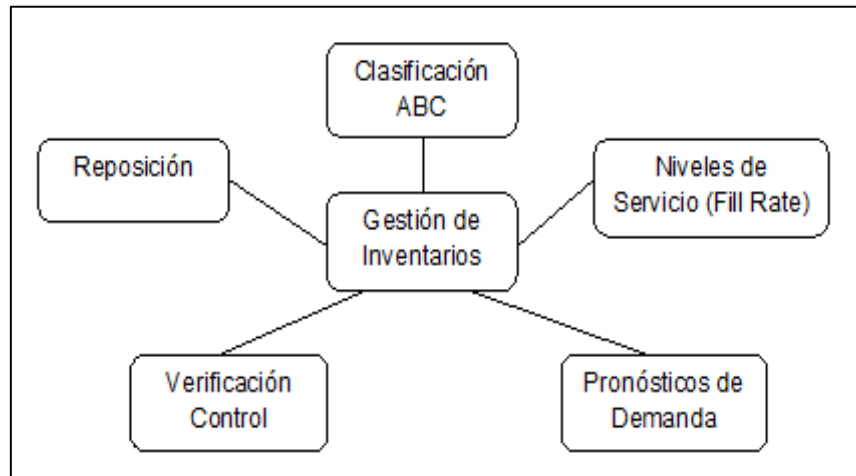 Clasificación
ABC
Reposición
Niveles de
Servicio (Fill Rate)
Gestión de
Inventarios
Verificación
Control
Pronósticos de
Demanda